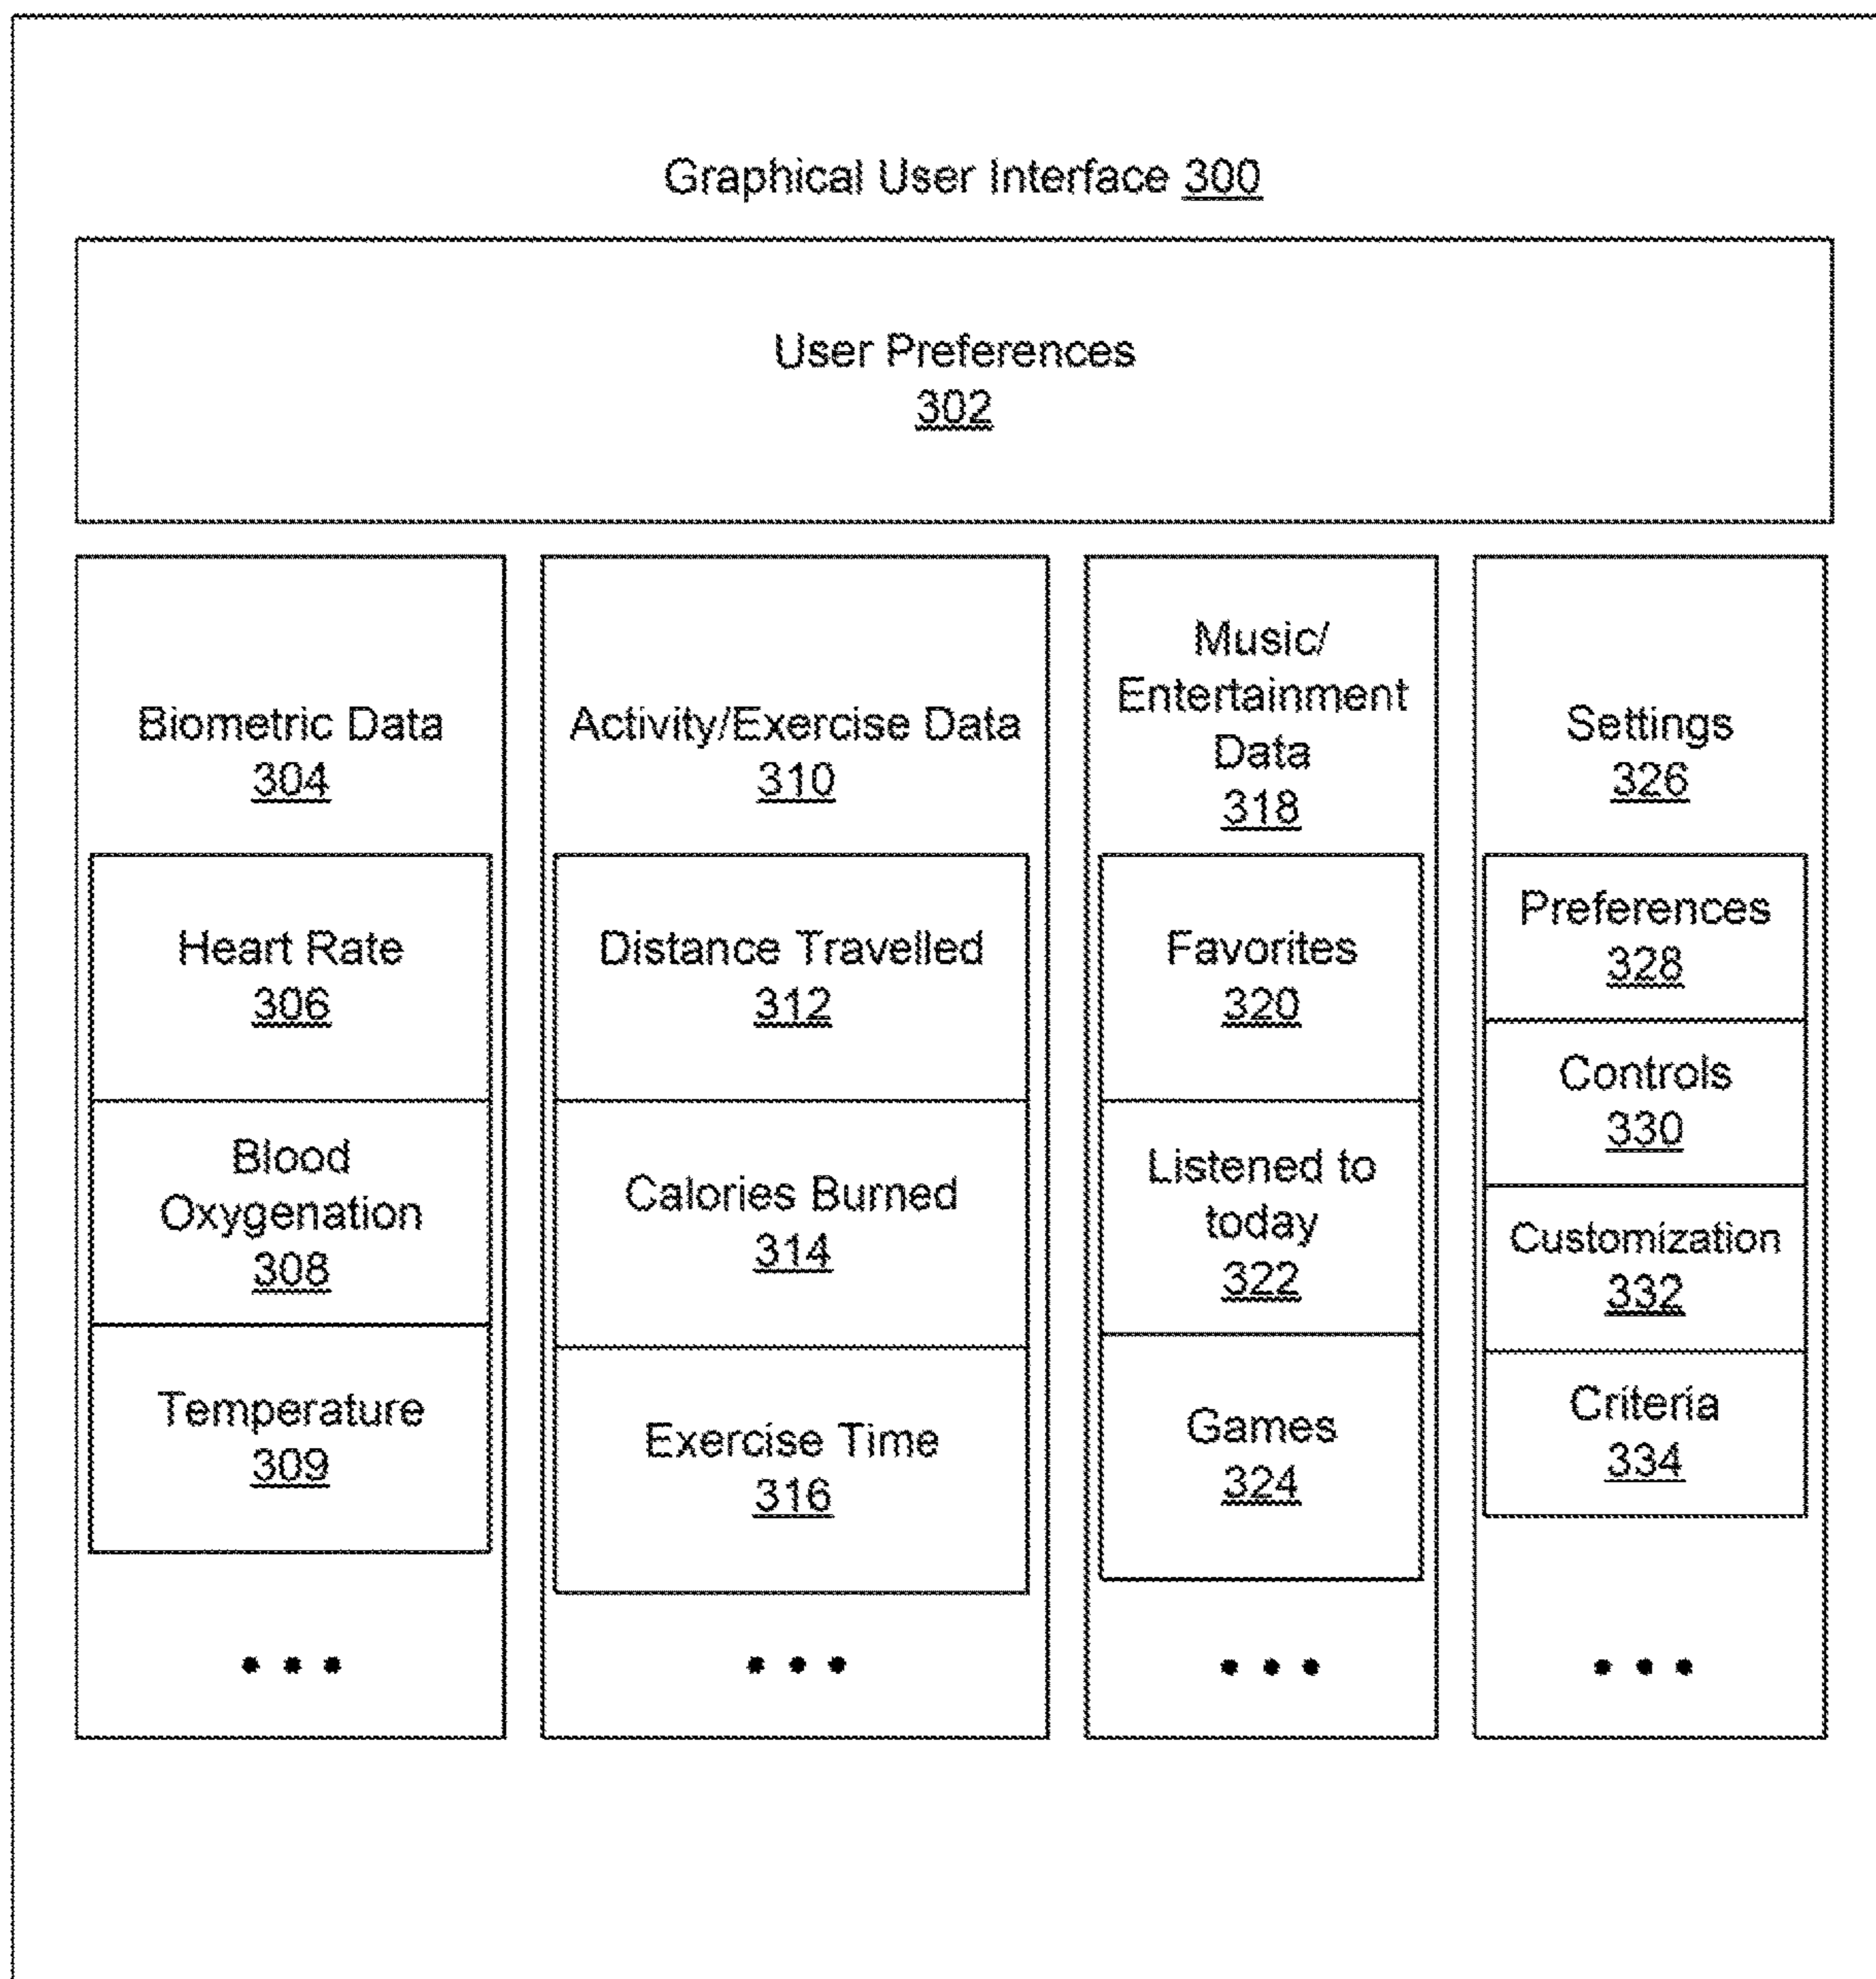 Graphical User Interface 300
User Preferences
302
Biometric Data
304
Heart Rate
306
Blood
Oxygenation
308
Temperature
309
Activity/Exercise Data
310
Distance Travelled
312
Calories Burned
314
Exercise Time
316
Music/
Entertainment
Data
318
Favorites
320
Listened to
today
322
Games
324
Settings
326
Preferences
328
Controls
330
Customization
332
Criteria
334